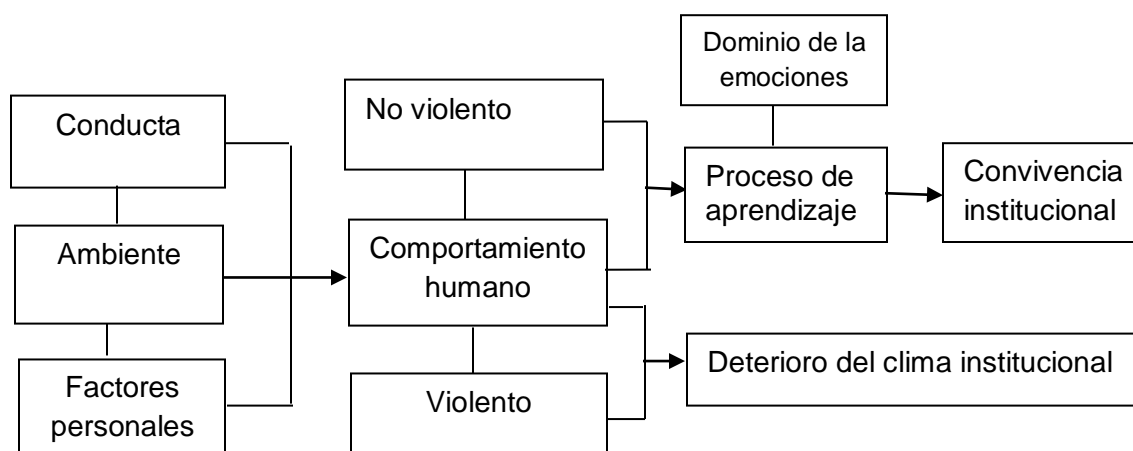 Dominio de la
emociones
Conducta
No violento
Proceso de
aprendizaje
Convivencia
institucional
Ambiente
Comportamiento
humano
Deterioro del clima institucional
Factores
personales
Violento